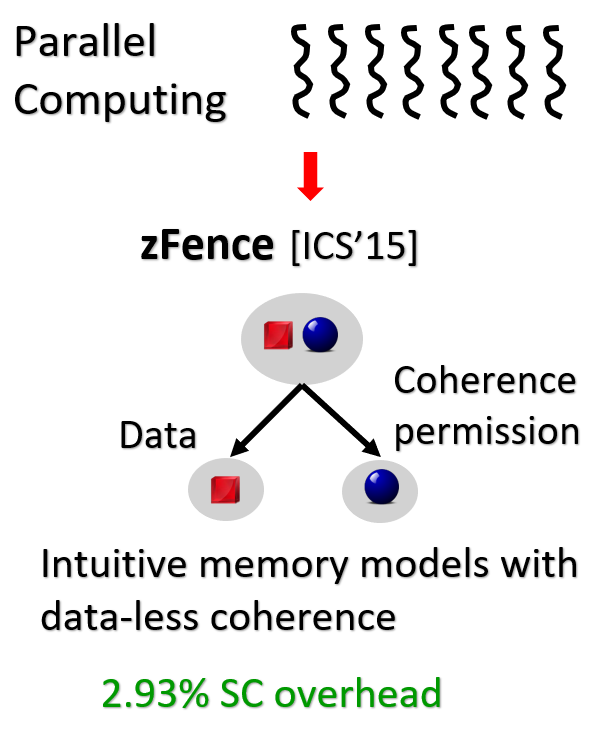 Parallel
Computing
zFence [ICS’15]
Coherence
permission
Data
Intuitive memory models with
data-less coherence
2.93% SC overhead